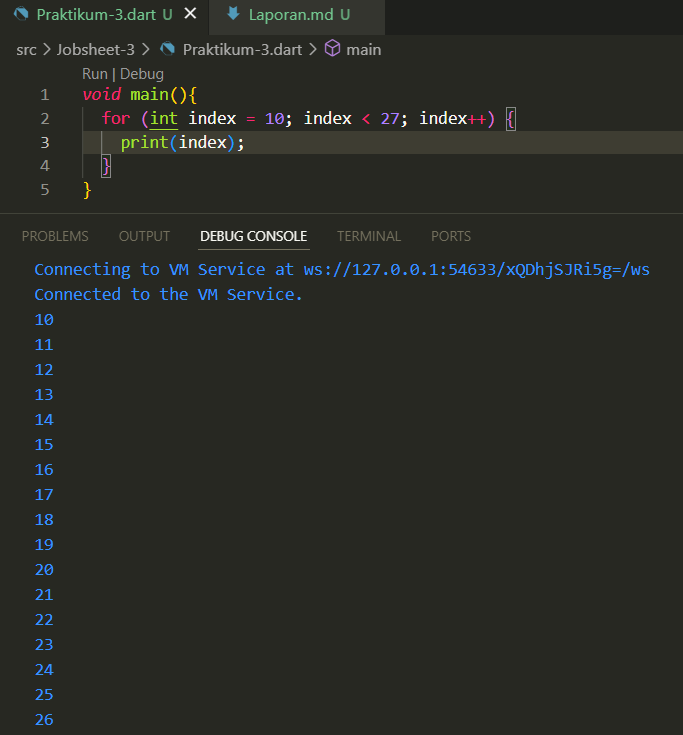 Praktikum-3.dart U
Laporan.md U
src > Jobsheet-3 > Praktikum-3.dart > main
Run | Debug
1 void main(){
2 for (int index = 10; index < 27; index++) {
3 print(index);
4 }
5 }
PROBLEMS OUTPUT DEBUG CONSOLE TERMINAL PORTS
Connecting to VM Service at ws://127.0.0.1:54633/xQDhjSJRi5g=/ws
Connected to the VM Service.
10
11
12
13
14
15
16
17
18
19
20
21
22
23
24
25
26